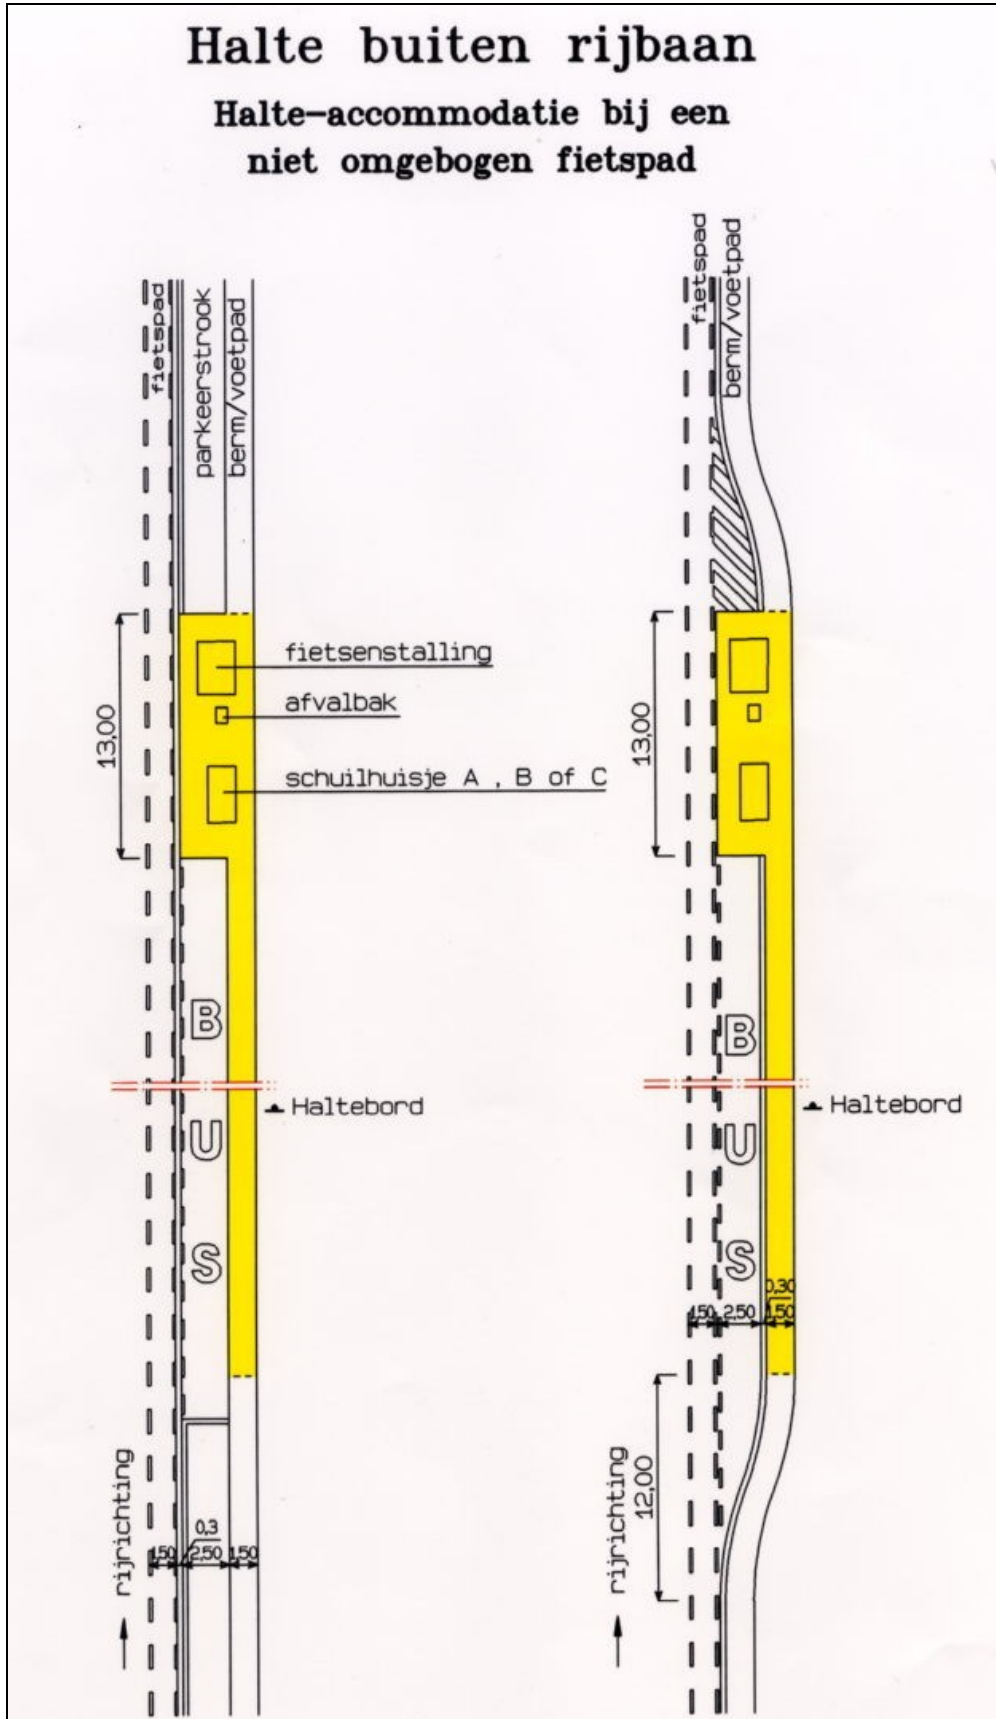 Halte buiten rijbaan
Halte-accommodatie bij een
niet omgebogen fietspad
fietspad
parkeerstrook
berm/voetpad
fietspad
berm/voetpad
fietsenstalling
afvalbak
schuilhuisje A , B of C
13,00
13,00
B
U
S
Haltebord
B
U
S
Haltebord
0,30
1,50
2,50
1,50
12,00
rijrichting
0,3
1,50
2,50
1,50
rijrichting